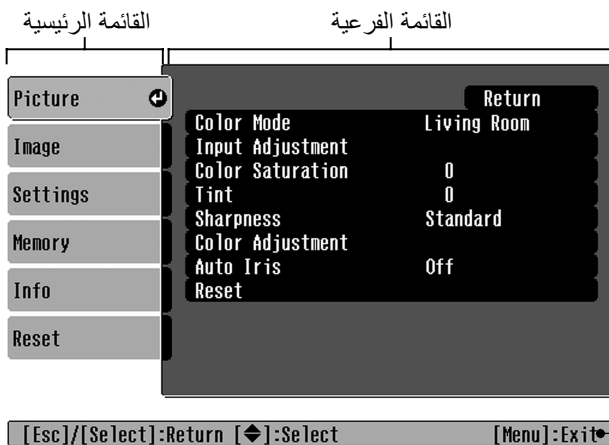 القائمة الرئيسية
القائمة الفرعية
Picture
Image
Settings
Memory
Info
Reset
Return
Color Mode Living Room
Input Adjustment
Color Saturation 0
Tint 0
Sharpness Standard
Color Adjustment
Auto Iris Off
Reset
[Esc]/[Select]:Return [◆]:Select [Menu]:Exit